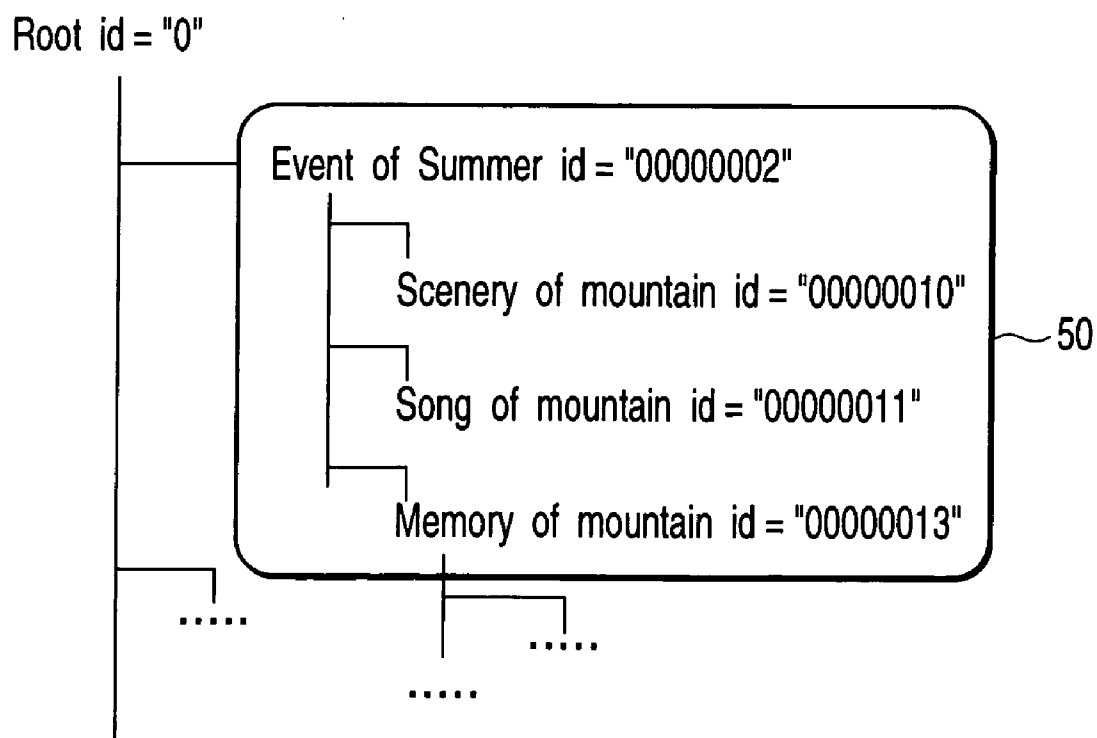 Root id = "0"
Event of Summer id = "00000002"
Scenery of mountain id = "00000010"
50
Song of mountain id = "00000011"
Memory of mountain id = "00000013"
.....
.....
.....